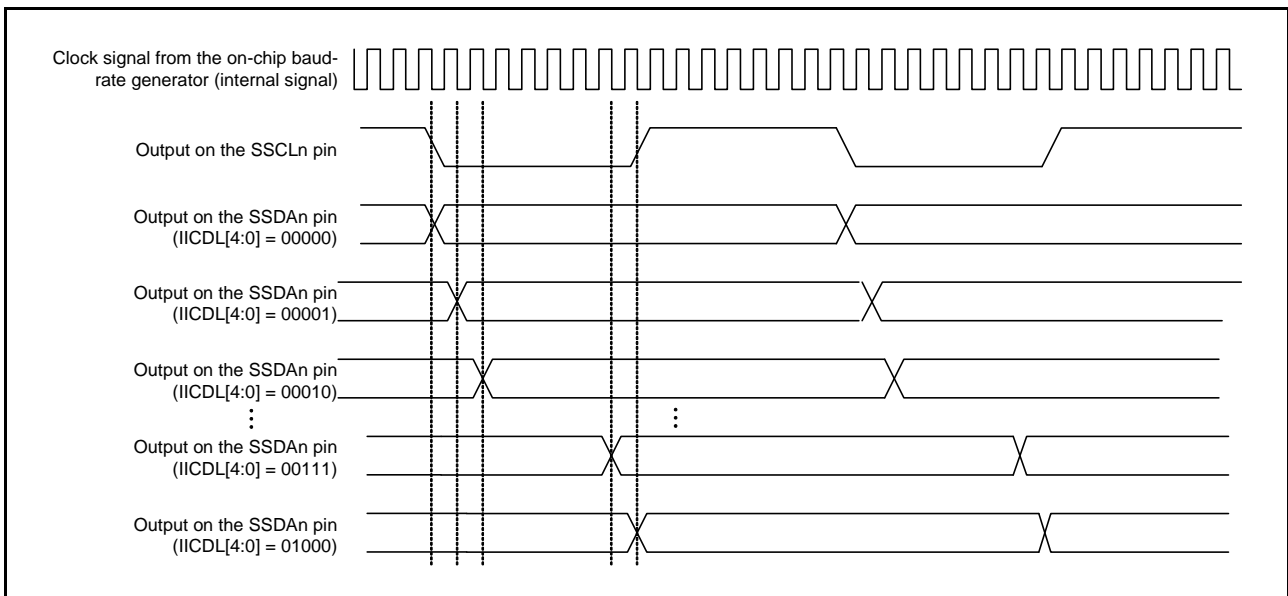 Clock signal from the on-chip baud-
rate generator (internal signal)
Output on the SSCLn pin
Output on the SSDAn pin
(IICDL[4:0] = 00000)
Output on the SSDAn pin
(IICDL[4:0] = 00001)
Output on the SSDAn pin
(IICDL[4:0] = 00010)
Output on the SSDAn pin
(IICDL[4:0] = 00111)
Output on the SSDAn pin
(IICDL[4:0] = 01000)